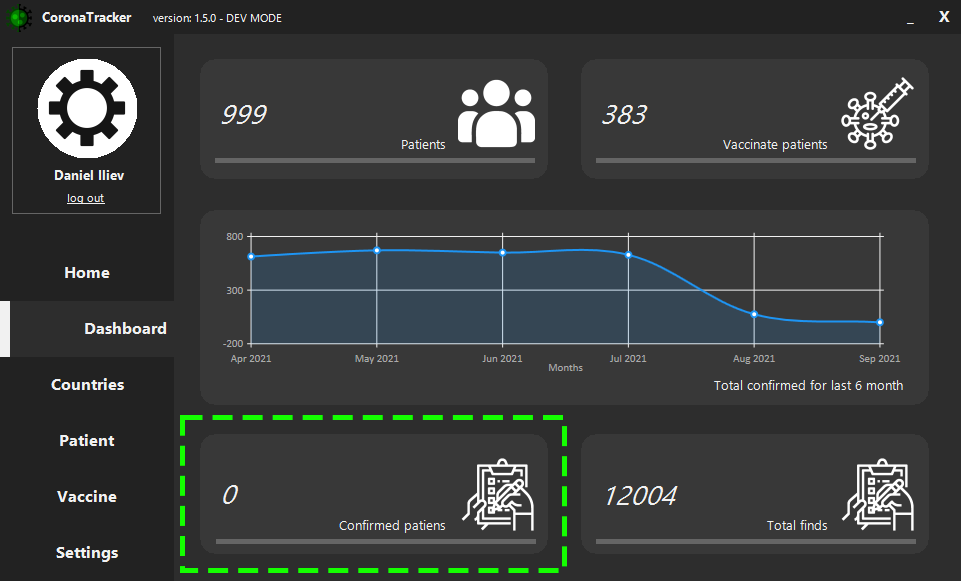 CoronaTracker version: 1.5.0 - DEV MODE _ X
Daniel Iliev
log out
Home
Dashboard
Countries
Patient
Vaccine
Settings
999
Patients
383
Vaccinate patients
800
300
-200
Apr 2021 May 2021 Jun 2021 Jul 2021 Aug 2021 Sep 2021
Months
Total confirmed for last 6 month
0
Confirmed patiens
12004
Total finds